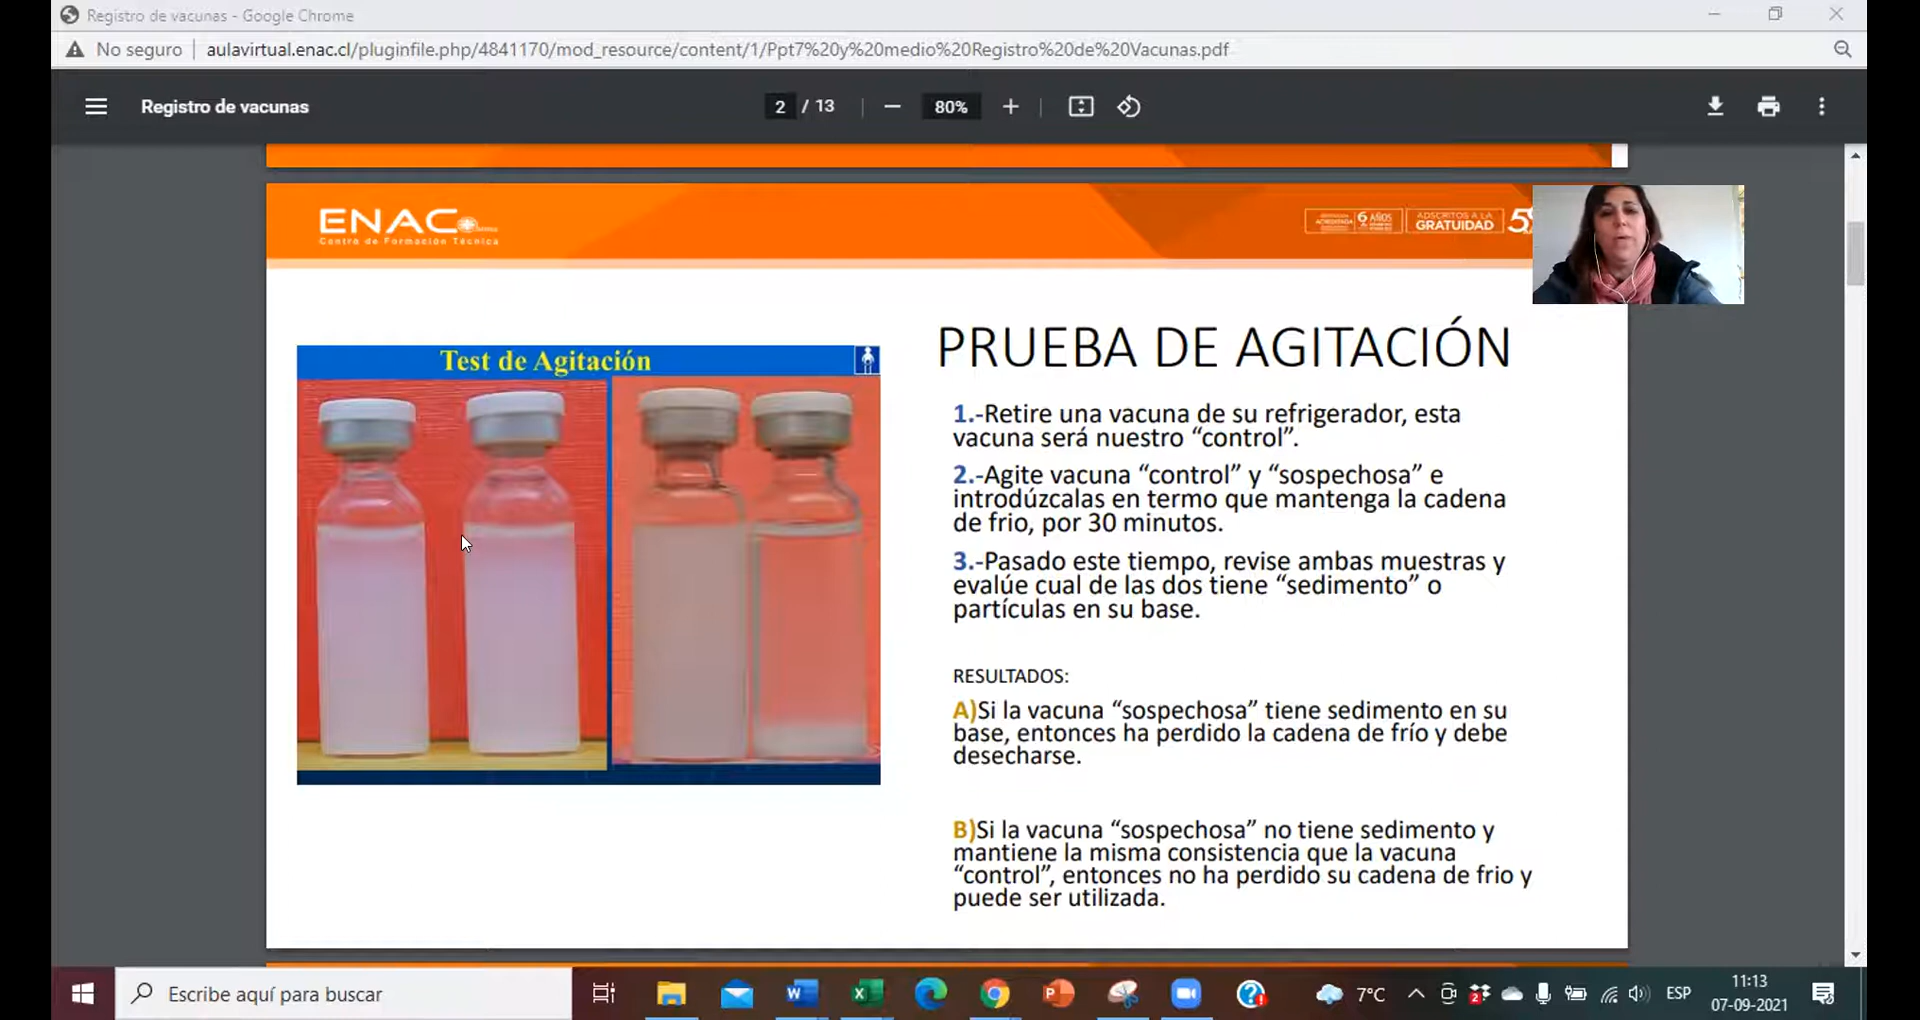 Registro de vacunas - Google Chrome
No seguro
aulavirtual.enac.cl/pluginfile.php/4841170/mod_resource/content/1/Ppt7%20y%20medio%20Registro%20de%20Vacunas.pdf
Registro de vacunas
2 / 13
80%
ENAC
Centro de Formación Técnica
ACREDITADA
6 AÑOS
ADSCRITOS A LA
GRATUIDAD
Test de Agitación
PRUEBA DE AGITACIÓN
1.-Retire una vacuna de su refrigerador, esta
vacuna será nuestro “control”.
2.-Agite vacuna “control” y “sospechosa” e
introdúzcalas en termo que mantenga la cadena
de frio, por 30 minutos.
3.-Pasado este tiempo, revise ambas muestras y
evalúe cual de las dos tiene “sedimento” o
partículas en su base.
RESULTADOS:
A)Si la vacuna “sospechosa” tiene sedimento en su
base, entonces ha perdido la cadena de frío y debe
desecharse.
B)Si la vacuna “sospechosa” no tiene sedimento y
mantiene la misma consistencia que la vacuna
“control”, entonces no ha perdido su cadena de frio y
puede ser utilizada.
Escribe aquí para buscar
7°C
ESP
11:13
07-09-2021